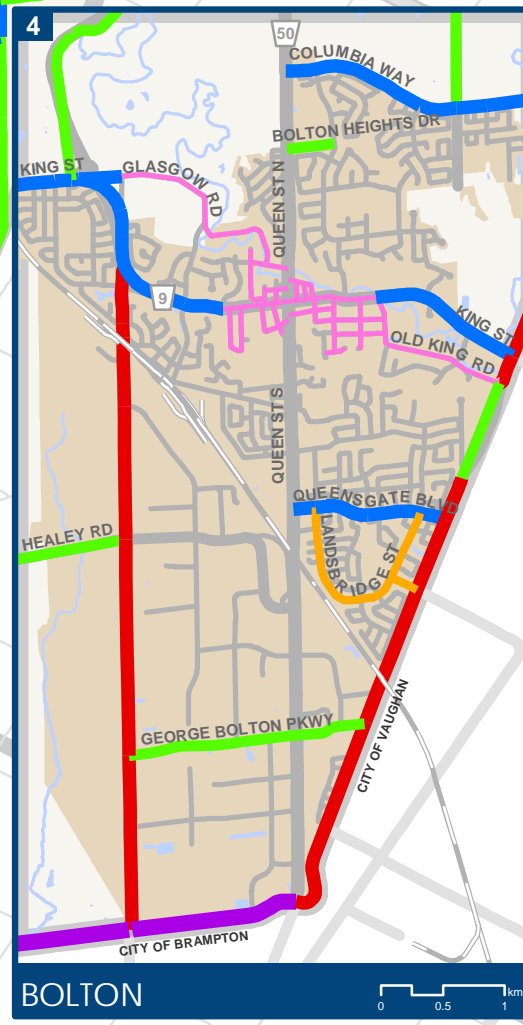 4
50
COLUMBIA WAY
BOLTON HEIGHTS DR
KING ST
GLASGOW RD
QUEEN ST N
9
KING ST
OLD KING RD
QUEEN ST S
QUEENSGATE BLVD
HEALEY RD
LANDSBRIDGE ST
GEORGE BOLTON PKWY
CITY OF VAUGHAN
CITY OF BRAMPTON
BOLTON
km
0 0.5 1